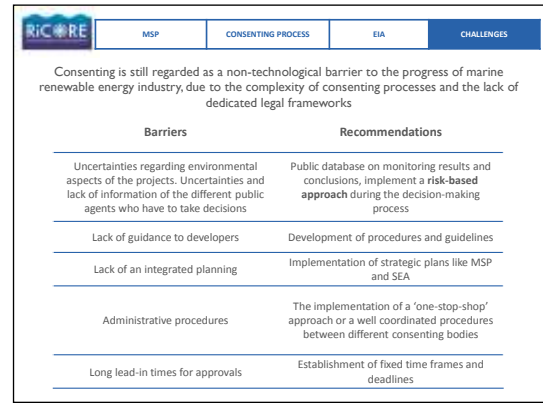 RiCORE
MSP
CONSENTING PROCESS
EIA
CHALLENGES
Consenting is still regarded as a non-technological barrier to the progress of marine
renewable energy industry, due to the complexity of consenting processes and the lack of
dedicated legal frameworks
Barriers
Recommendations
Uncertainties regarding environmental
aspects of the projects. Uncertainties and
lack of information of the different public
agents who have to take decisions
Public database on monitoring results and
conclusions, implement a risk-based
approach during the decision-making
process
Lack of guidance to developers
Development of procedures and guidelines
Lack of an integrated planning
Implementation of strategic plans like MSP
and SEA
Administrative procedures
The implementation of a 'one-stop-shop'
approach or a well coordinated procedures
between different consenting bodies
Long lead-in times for approvals
Establishment of fixed time frames and
deadlines